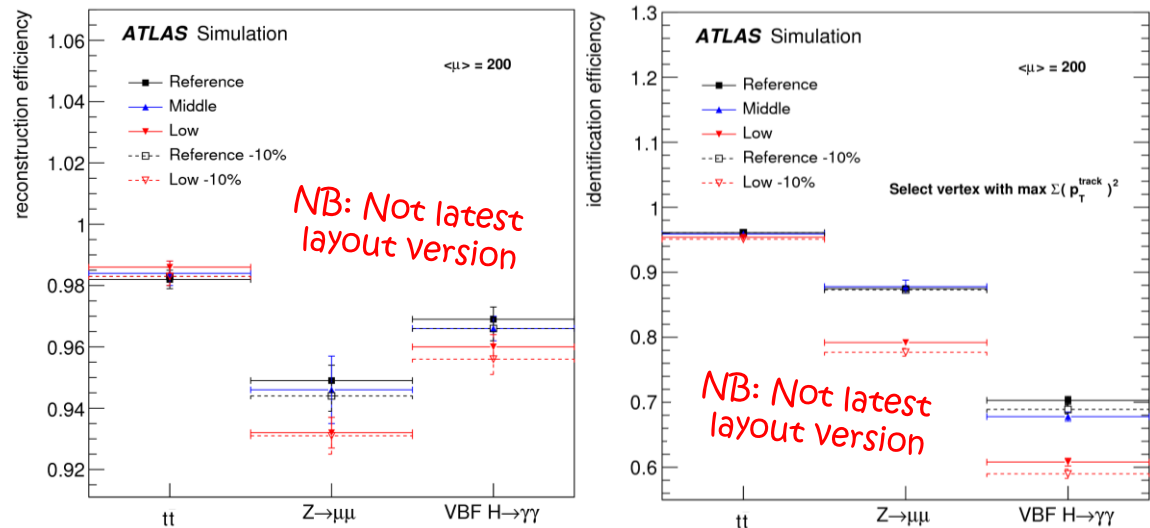 reconstruction efficiency
1.06
1.04
1.02
1
0.98
0.96
0.94
0.92
ATLAS Simulation
<μ> = 200
Reference
Middle
Low
Reference -10%
Low -10%
NB: Not latest
layout version
tt
Z→μμ
VBF H→γγ
identification efficiency
1.3
1.2
1.1
1
0.9
0.8
0.7
0.6
ATLAS Simulation
<μ> = 200
Reference
Middle
Low
Reference -10%
Low -10%
Select vertex with max Σ( p_T^track )²
NB: Not latest
layout version
tt
Z→μμ
VBF H→γγ